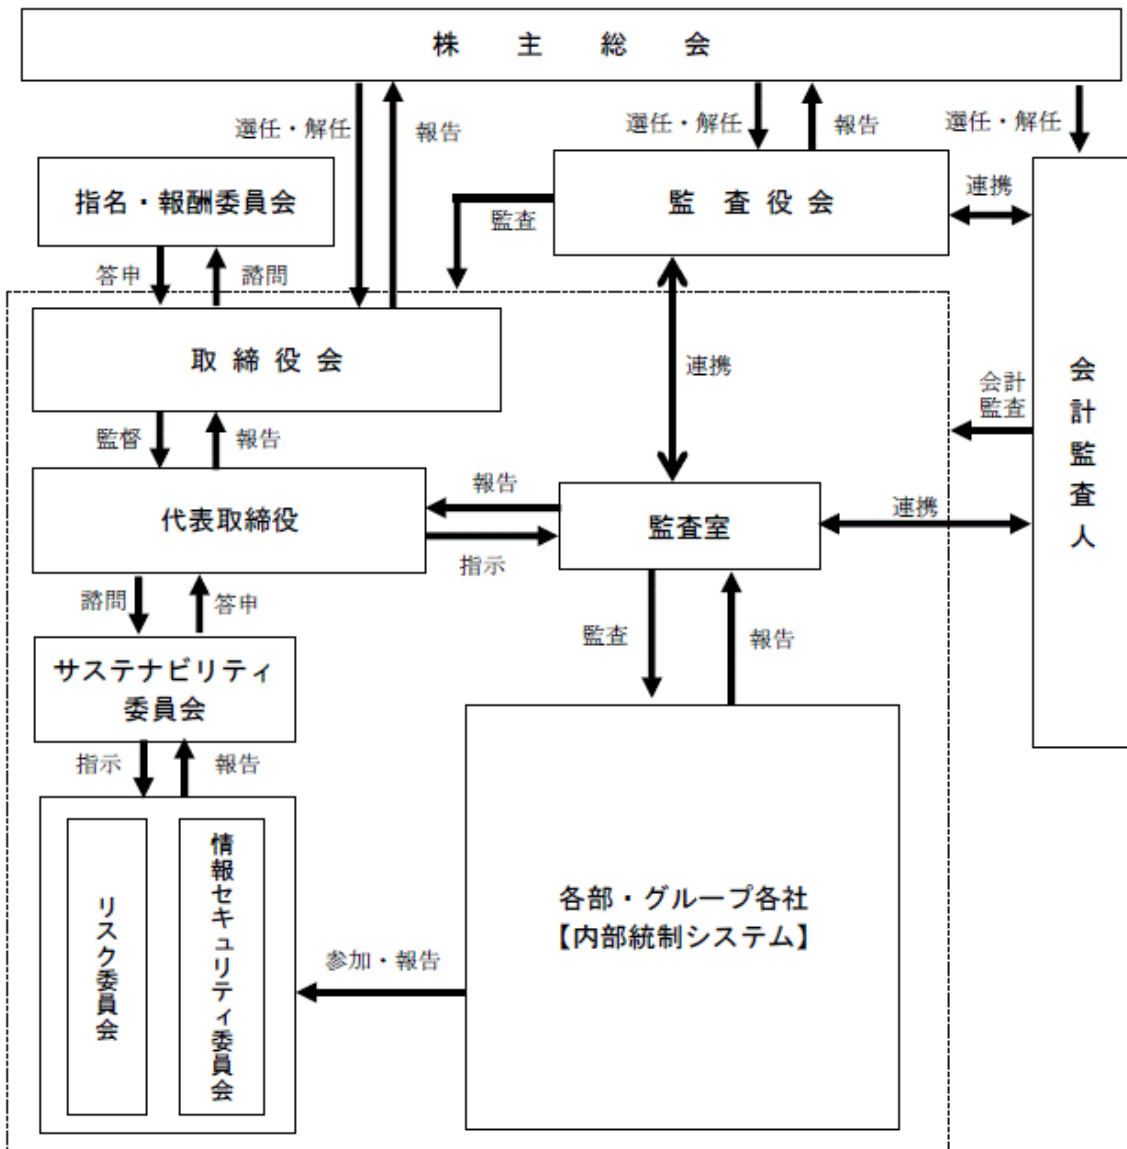 株主総会
選任・解任
報告
選任・解任
報告
選任・解任
指名・報酬委員会
監査役会
連携
監査
答申
諮問
取締役会
連携
会計
監査
会計監査人
監督
報告
代表取締役
報告
指示
監査室
連携
諮問
答申
監査
報告
サステナビリティ
委員会
指示
報告
リスク委員会
情報セキュリティ委員会
各部・グループ各社
【内部統制システム】
参加・報告